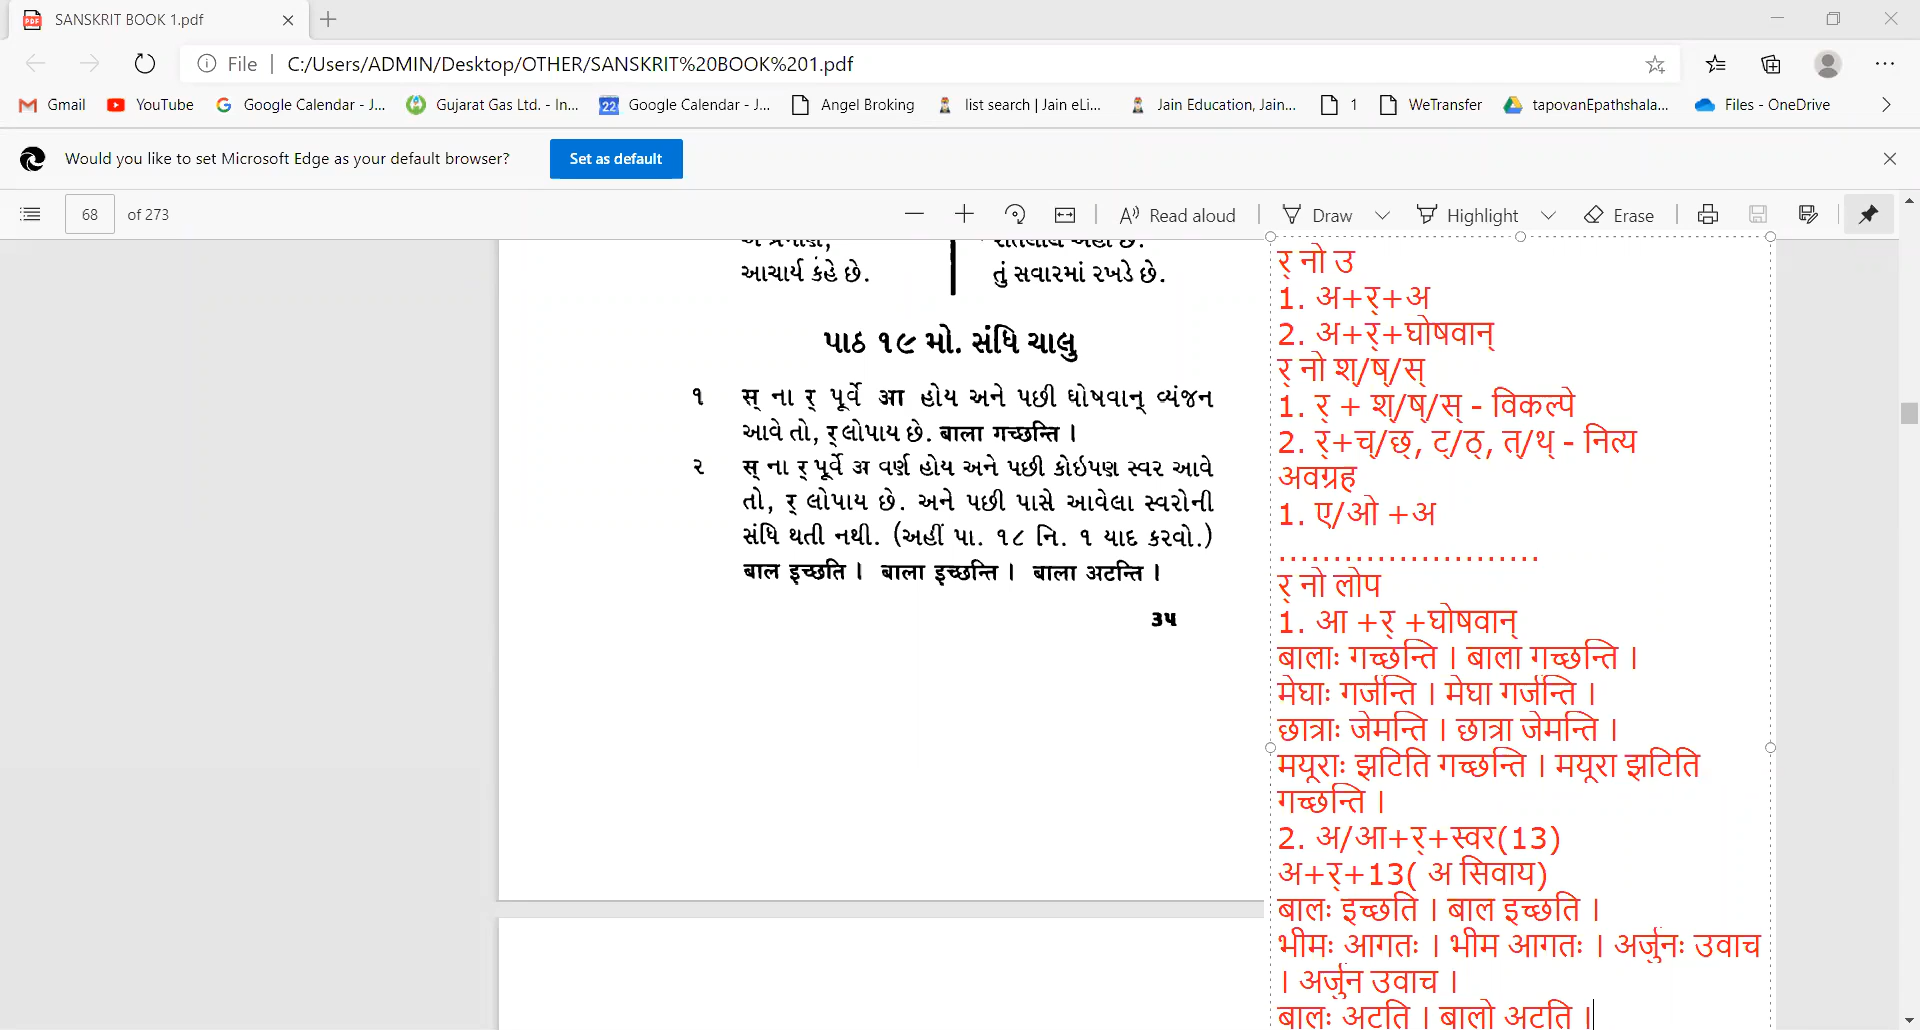 SANSKRIT BOOK 1.pdf
File | C:/Users/ADMIN/Desktop/OTHER/SANSKRIT%20BOOK%201.pdf
Gmail YouTube Google Calendar - J... Gujarat Gas Ltd. - In... Google Calendar - J... Angel Broking list search | Jain eLi... Jain Education, Jain... 1 WeTransfer tapovanEpathshala... Files - OneDrive
Would you like to set Microsoft Edge as your default browser? Set as default
68 of 273 Read aloud Draw Highlight Erase
આચાર્ય કહે છે.
તું સવારમાં રખડે છે.
પાઠ ૧૯ મો. સંધિ ચાલુ
૧ स् ના र् પૂર્વે आ હોય અને પછી ઘોષવાન્ વ્યંજન
આવે તો, र् લોપાય છે. बाला गच्छन्ति ।
૨ स् ના र् પૂર્વે अ વર્ણ હોય અને પછી કોઇપણ સ્વર આવે
તો, र् લોપાય છે. અને પછી પાસે આવેલા સ્વરોની
સંધિ થતી નથી. (અહીં પા. ૧૮ નિ. ૧ યાદ કરવો.)
बाल इच्छति । बाला इच्छन्ति । बाला अटन्ति ।
૩૫
र् नो उ
1. अ+र्+अ
2. अ+र्+घोषवान्
र् नो श्/ष्/स्
1. र् + श्/ष्/स् - विकल्पे
2. र्+च्/छ्, ट्/ठ्, त्/थ् - नित्य
अवग्रह
1. ए/ओ +अ
........................
र् नो लोप
1. आ +र् +घोषवान्
बालाः गच्छन्ति । बाला गच्छन्ति ।
मेघाः गर्जन्ति । मेघा गर्जन्ति ।
छात्राः जेमन्ति । छात्रा जेमन्ति ।
मयूराः झटिति गच्छन्ति । मयूरा झटिति
गच्छन्ति ।
2. अ/आ+र्+स्वर(13)
अ+र्+13( अ सिवाय)
बालः इच्छति । बाल इच्छति ।
भीमः आगतः । भीम आगतः । अर्जुनः उवाच
। अर्जुन उवाच ।
बालः अटति । बालो अटति ।